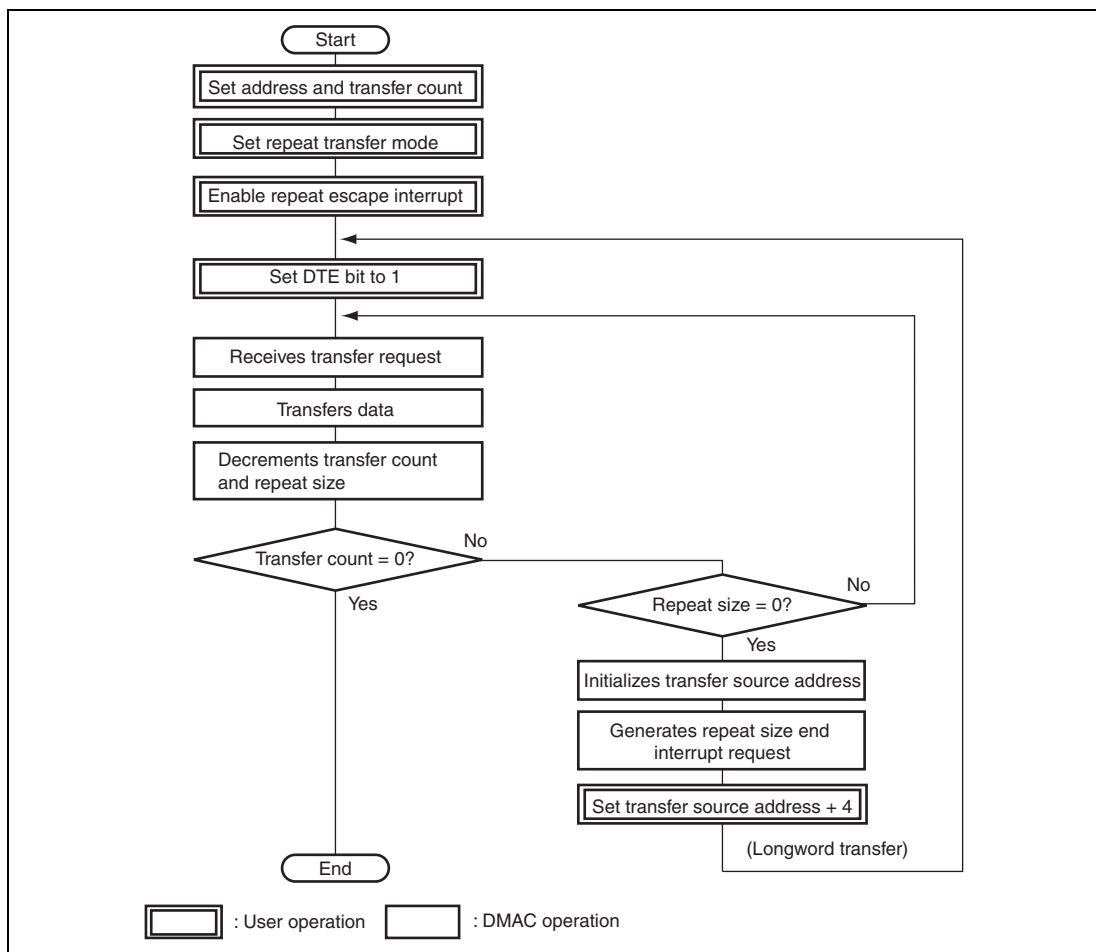 Start
Set address and transfer count
Set repeat transfer mode
Enable repeat escape interrupt
Set DTE bit to 1
Receives transfer request
Transfers data
Decrements transfer count
and repeat size
Transfer count = 0?
No
Yes
Repeat size = 0?
No
Yes
Initializes transfer source address
Generates repeat size end
interrupt request
Set transfer source address + 4
(Longword transfer)
End
: User operation
: DMAC operation